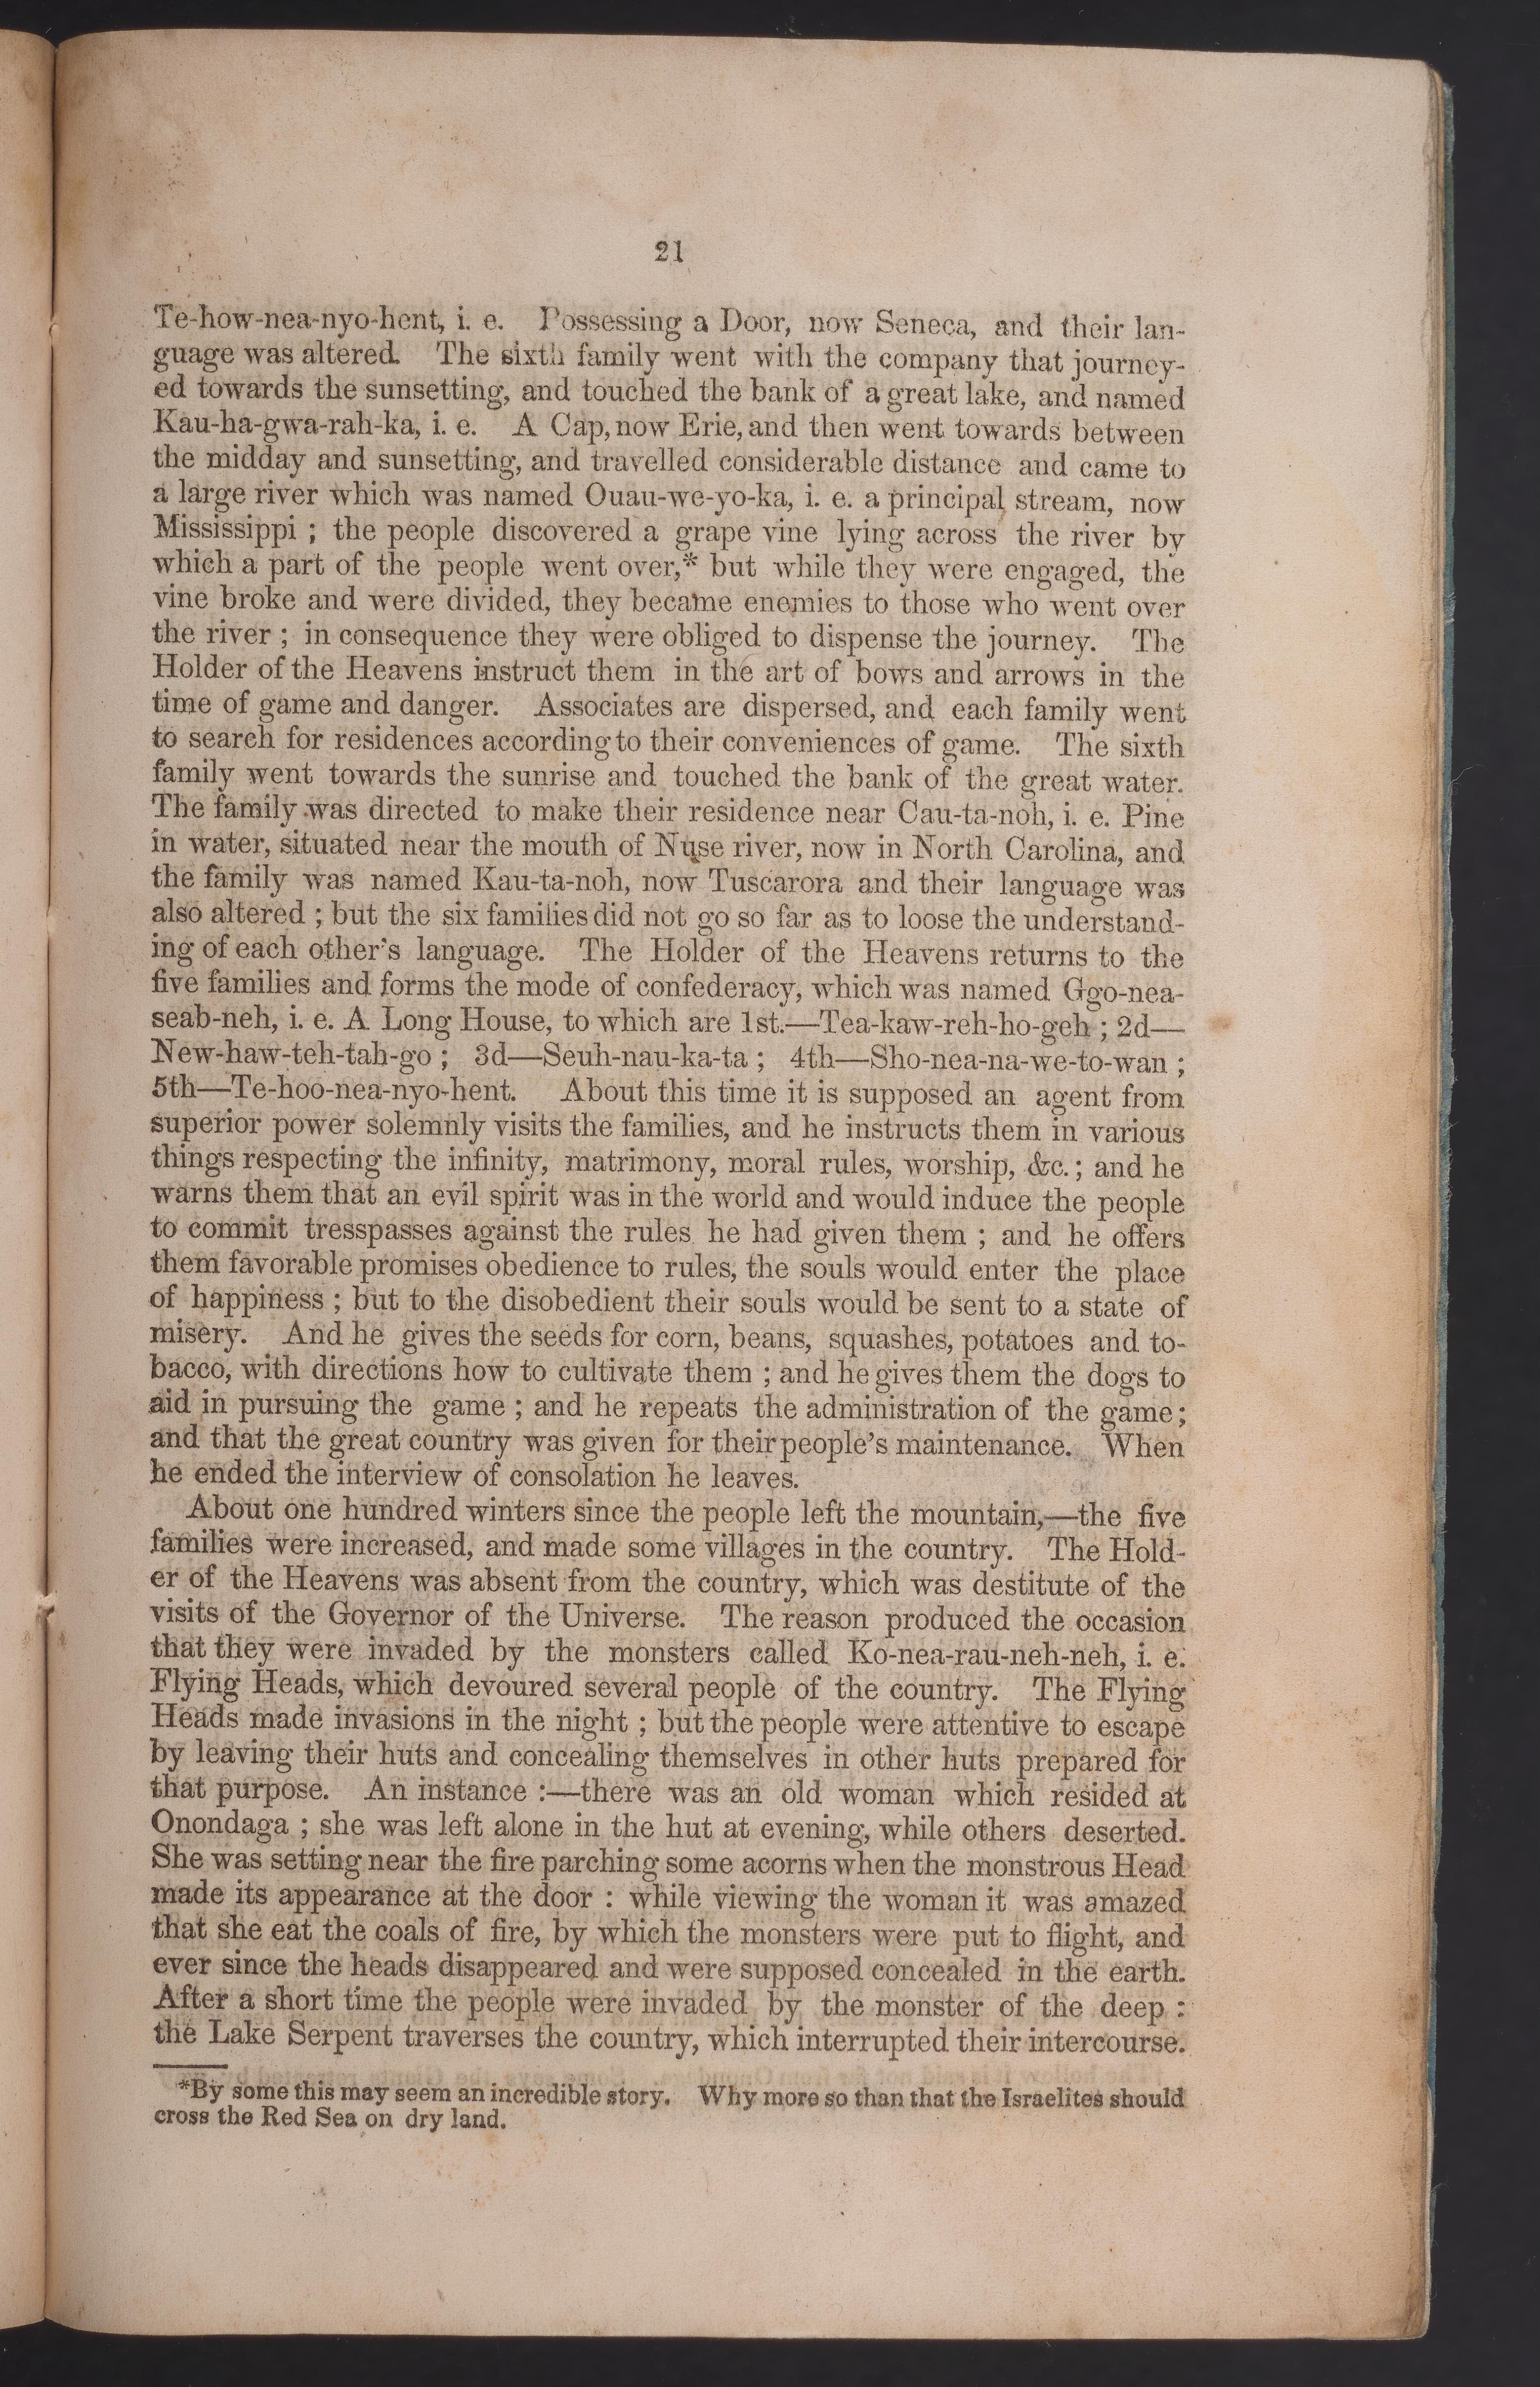 21
Te-how-nea-nyo-hent, i. e. Possessing a Door, now Seneca, and their lan-
guage was altered. The sixth family went with the company that journey-
ed towards the sunsetting, and touched the bank of a great lake, and named
Kau-ha-gwa-rah-ka, i. e. A Cap, now Erie, and then went towards between
the midday and sunsetting, and travelled considerable distance and came to
a large river which was named Ouau-we-yo-ka, i. e. a principal stream, now
Mississippi ; the people discovered a grape vine lying across the river by
which a part of the people went over,* but while they were engaged, the
vine broke and were divided, they became enemies to those who went over
the river ; in consequence they were obliged to dispense the journey. The
Holder of the Heavens instruct them in the art of bows and arrows in the
time of game and danger. Associates are dispersed, and each family went
to search for residences according to their conveniences of game. The sixth
family went towards the sunrise and touched the bank of the great water.
The family was directed to make their residence near Cau-ta-noh, i. e. Pine
in water, situated near the mouth of Nuse river, now in North Carolina, and
the family was named Kau-ta-noh, now Tuscarora and their language was
also altered ; but the six families did not go so far as to loose the understand-
ing of each other's language. The Holder of the Heavens returns to the
five families and forms the mode of confederacy, which was named Ggo-nea-
seab-neh, i. e. A Long House, to which are 1st.—Tea-kaw-reh-ho-geh ; 2d—
New-haw-teh-tah-go ; 3d—Seuh-nau-ka-ta ; 4th—Sho-nea-na-we-to-wan ;
5th—Te-hoo-nea-nyo-hent. About this time it is supposed an agent from
superior power solemnly visits the families, and he instructs them in various
things respecting the infinity, matrimony, moral rules, worship, &c. ; and he
warns them that an evil spirit was in the world and would induce the people
to commit tresspasses against the rules he had given them ; and he offers
them favorable promises obedience to rules, the souls would enter the place
of happiness ; but to the disobedient their souls would be sent to a state of
misery. And he gives the seeds for corn, beans, squashes, potatoes and to-
bacco, with directions how to cultivate them ; and he gives them the dogs to
aid in pursuing the game ; and he repeats the administration of the game ;
and that the great country was given for their people's maintenance. When
he ended the interview of consolation he leaves.
About one hundred winters since the people left the mountain,—the five
families were increased, and made some villages in the country. The Hold-
er of the Heavens was absent from the country, which was destitute of the
visits of the Governor of the Universe. The reason produced the occasion
that they were invaded by the monsters called Ko-nea-rau-neh-neh, i. e.
Flying Heads, which devoured several people of the country. The Flying
Heads made invasions in the night ; but the people were attentive to escape
by leaving their huts and concealing themselves in other huts prepared for
that purpose. An instance :—there was an old woman which resided at
Onondaga ; she was left alone in the hut at evening, while others deserted.
She was setting near the fire parching some acorns when the monstrous Head
made its appearance at the door : while viewing the woman it was amazed
that she eat the coals of fire, by which the monsters were put to flight, and
ever since the heads disappeared and were supposed concealed in the earth.
After a short time the people were invaded by the monster of the deep :
the Lake Serpent traverses the country, which interrupted their intercourse.
*By some this may seem an incredible story. Why more so than that the Israelites should
cross the Red Sea on dry land.